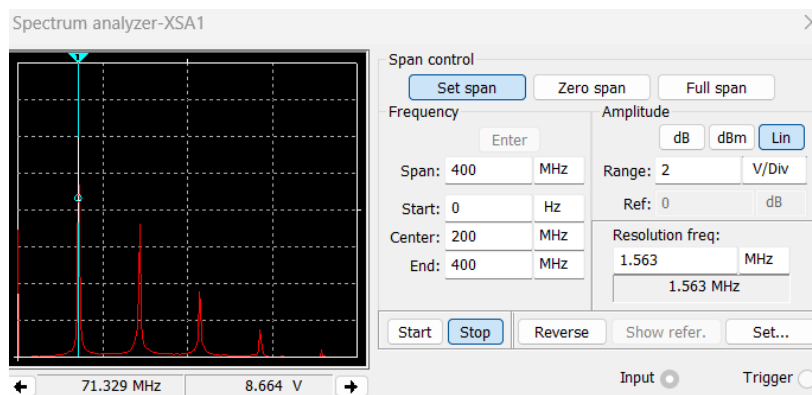 Spectrum analyzer-XSA1
1
Span control
Set span Zero span Full span
Frequency
Enter
Span: 400 MHz
Start: 0 Hz
Center: 200 MHz
End: 400 MHz
Amplitude
dB dBm Lin
Range: 2 V/Div
Ref: 0 dB
Resolution freq:
1.563 MHz
1.563 MHz
Start Stop Reverse Show refer. Set...
71.329 MHz 8.664 V
Input Trigger